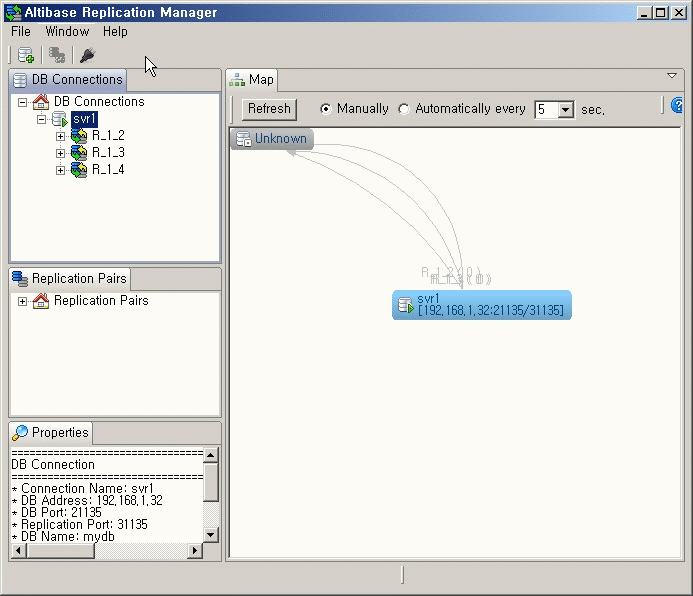 Altibase Replication Manager
File Window Help
DB Connections
DB Connections
svr1
R_1_2
R_1_3
R_1_4
Replication Pairs
Replication Pairs
Properties
========================
DB Connection
========================
* Connection Name: svr1
* DB Address: 192,168,1,32
* DB Port: 21135
* Replication Port: 31135
* DB Name: mydb
Map
Refresh Manually Automatically every 5 sec,
Unknown
svr1
[192,168,1,32:21135/31135]